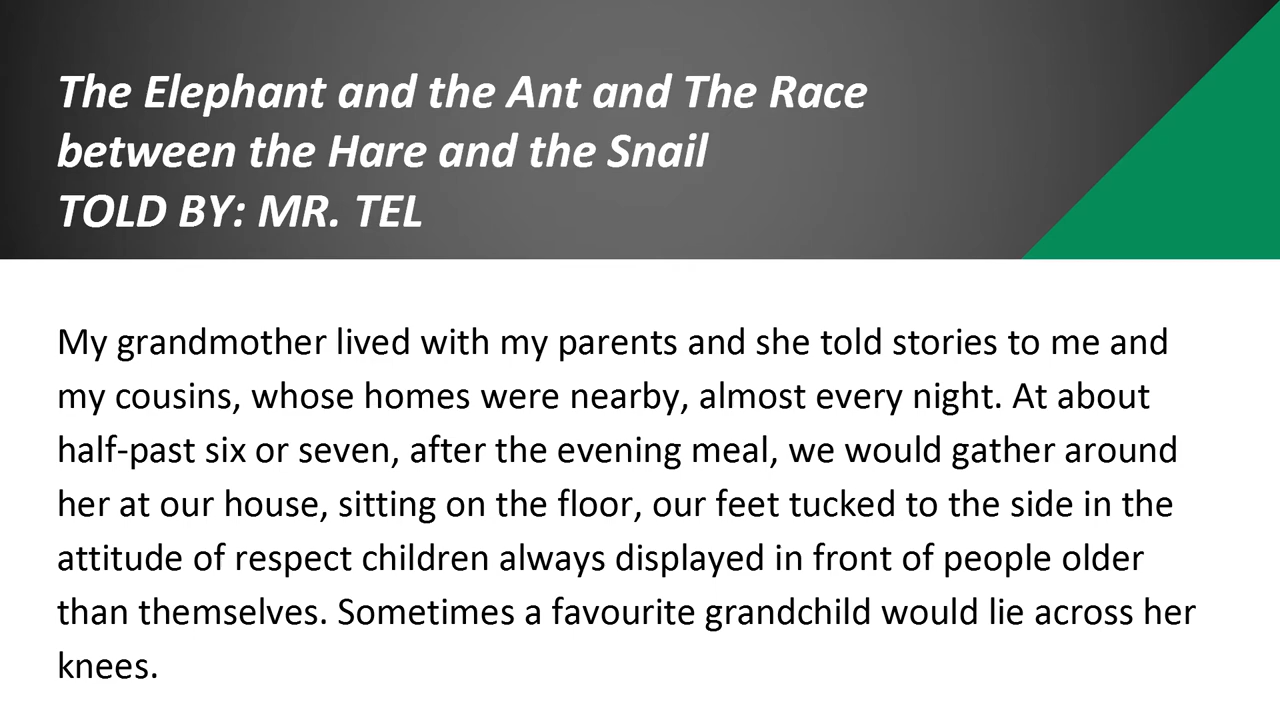 The Elephant and the Ant and The Race
between the Hare and the Snail
TOLD BY: MR. TEL
My grandmother lived with my parents and she told stories to me and
my cousins, whose homes were nearby, almost every night. At about
half-past six or seven, after the evening meal, we would gather around
her at our house, sitting on the floor, our feet tucked to the side in the
attitude of respect children always displayed in front of people older
than themselves. Sometimes a favourite grandchild would lie across her
knees.